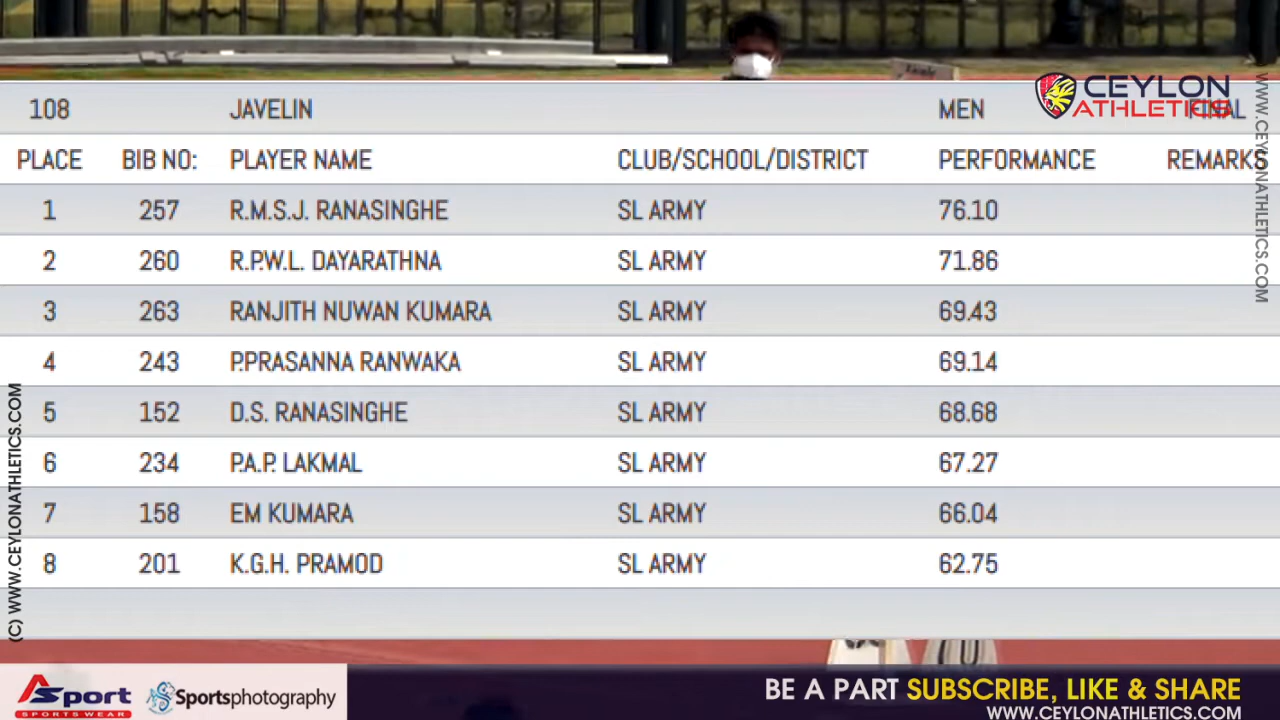 CEYLON
ATHLETICS
108 JAVELIN MEN FINAL
PLACE BIB NO: PLAYER NAME CLUB/SCHOOL/DISTRICT PERFORMANCE REMARKS
1 257 R.M.S.J. RANASINGHE SL ARMY 76.10
2 260 R.P.W.L. DAYARATHNA SL ARMY 71.86
3 263 RANJITH NUWAN KUMARA SL ARMY 69.43
4 243 P.PRASANNA RANWAKA SL ARMY 69.14
5 152 D.S. RANASINGHE SL ARMY 68.68
6 234 P.A.P. LAKMAL SL ARMY 67.27
7 158 EM KUMARA SL ARMY 66.04
8 201 K.G.H. PRAMOD SL ARMY 62.75
WWW.CEYLONATHLETICS.COM
(C) WWW.CEYLONATHLETICS.COM
ASport
SPORTSWEAR
Sportsphotography
BE A PART SUBSCRIBE, LIKE & SHARE
WWW.CEYLONATHLETICS.COM